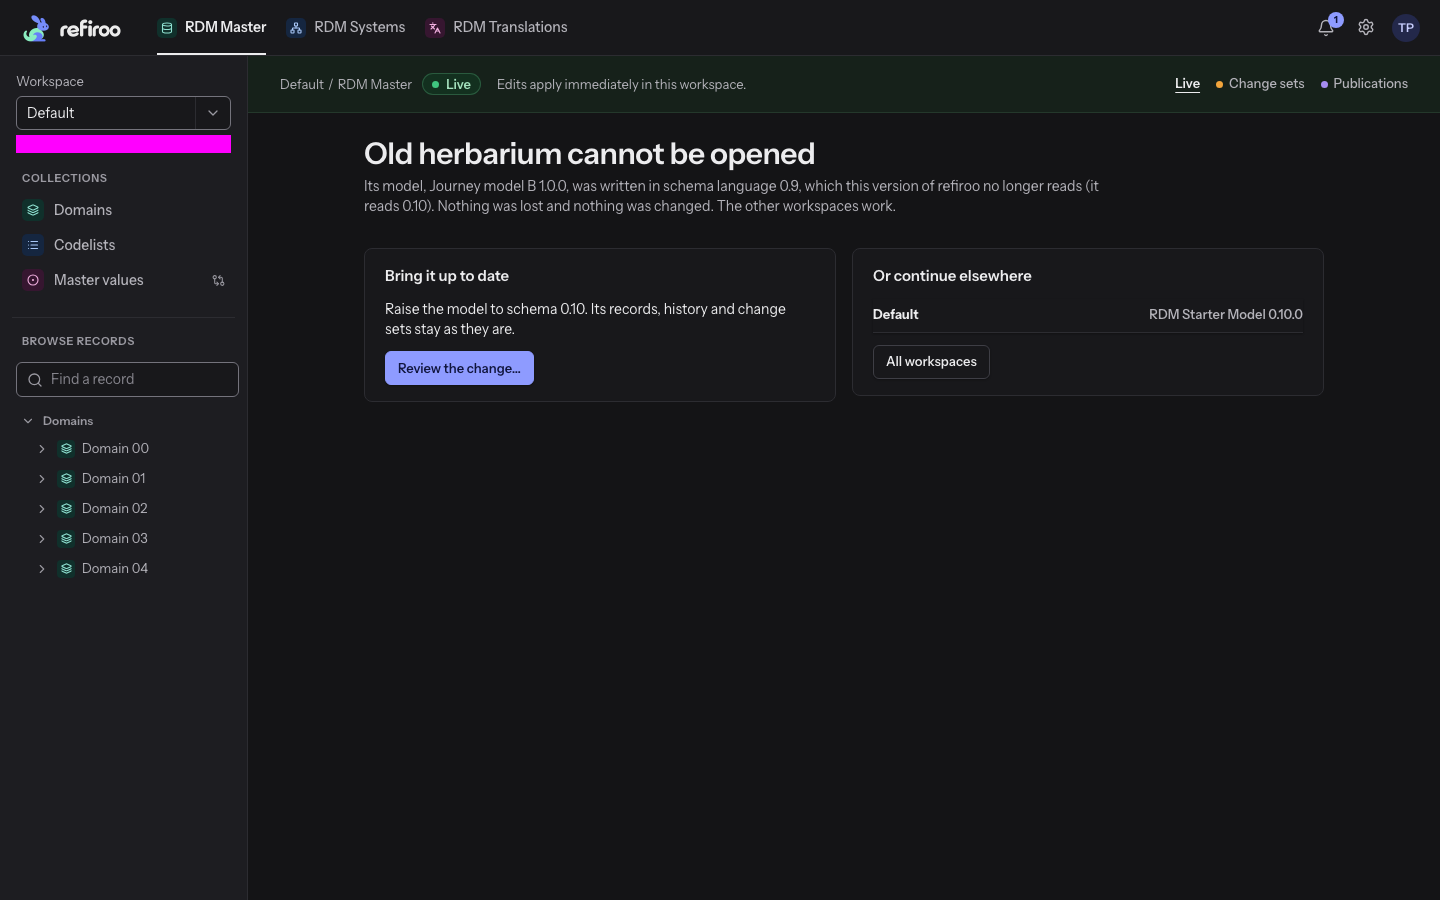 refiroo
RDM Master
RDM Systems
RDM Translations
1
TP
Workspace
Default
COLLECTIONS
Domains
Codelists
Master values
BROWSE RECORDS
Find a record
Domains
Domain 00
Domain 01
Domain 02
Domain 03
Domain 04
Default / RDM Master
Live
Edits apply immediately in this workspace.
Live
Change sets
Publications
Old herbarium cannot be opened
Its model, Journey model B 1.0.0, was written in schema language 0.9, which this version of refiroo no longer reads (it
reads 0.10). Nothing was lost and nothing was changed. The other workspaces work.
Bring it up to date
Raise the model to schema 0.10. Its records, history and change
sets stay as they are.
Review the change...
Or continue elsewhere
Default
RDM Starter Model 0.10.0
All workspaces